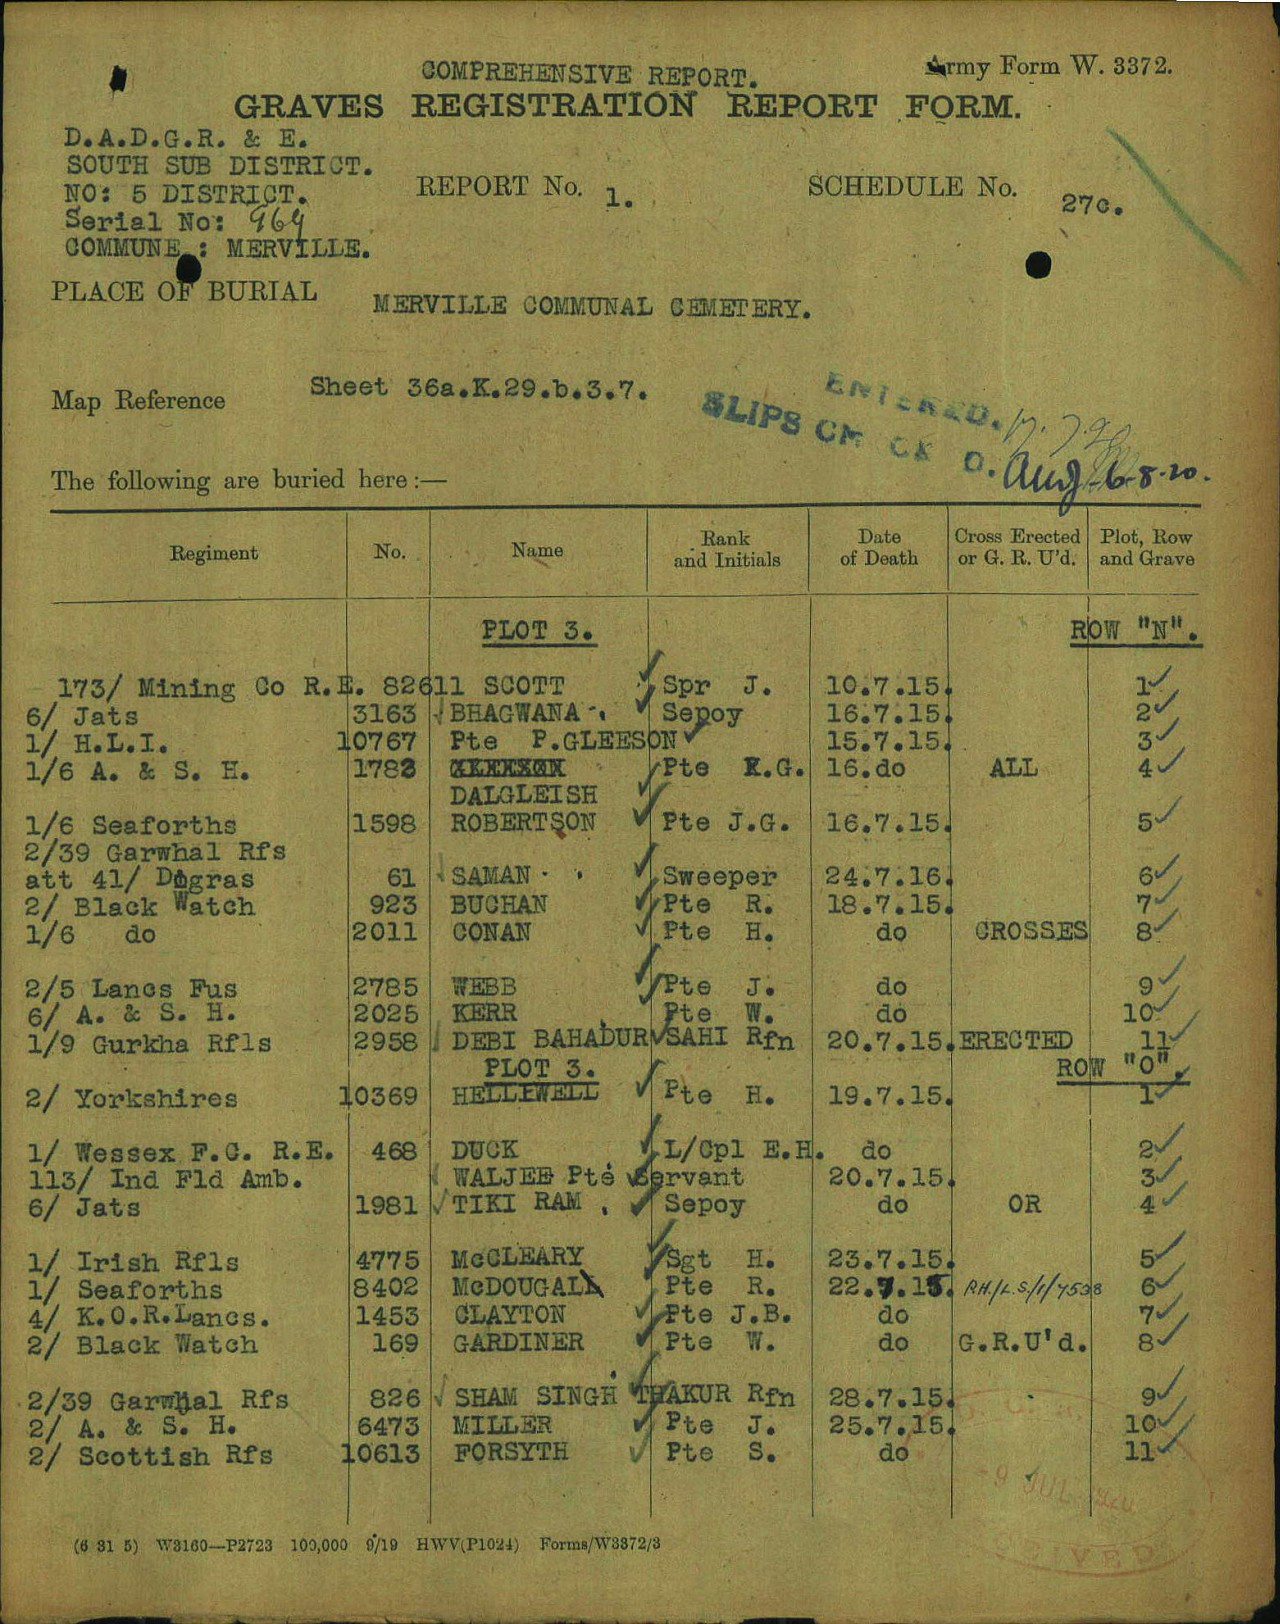 COMPREHENSIVE REPORT.
Army Form W. 3372.
GRAVES REGISTRATION REPORT FORM.
D.A.D.G.R. & E.
SOUTH SUB DISTRICT.
NO: 5 DISTRICT.
REPORT No. 1.
SCHEDULE No. 27c.
Serial No: 964
COMMUNE : MERVILLE.
PLACE OF BURIAL MERVILLE COMMUNAL CEMETERY.
Map Reference Sheet 36a.K.29.b.3.7.
ENTERED.
SLIPS CK D. Aug 6-8-20.
The following are buried here :—
Regiment No. Name Rank and Initials Date of Death Cross Erected or G. R. U'd. Plot, Row and Grave
PLOT 3. ROW "N".
173/ Mining Co R.E. 82611 SCOTT Spr J. 10.7.15. 1
6/ Jats 3163 BHAGWANA Sepoy 16.7.15. 2
1/ H.L.I. 10767 Pte P.GLEESON 15.7.15. 3
1/6 A. & S. H. 1783 Pte K.G. 16.do ALL 4
DALGLEISH
1/6 Seaforths 1598 ROBERTSON Pte J.G. 16.7.15. 5
2/39 Garwhal Rfs
att 41/ Dogras 61 SAMAN Sweeper 24.7.16. 6
2/ Black Watch 923 BUCHAN Pte R. 18.7.15. 7
1/6 do 2011 CONAN Pte H. do CROSSES 8
2/5 Lancs Fus 2785 WEBB Pte J. do 9
6/ A. & S. H. 2025 KERR Pte W. do 10
1/9 Gurkha Rfls 2958 DEBI BAHADUR SAHI Rfn 20.7.15. ERECTED 11
PLOT 3. ROW "O".
2/ Yorkshires 10369 HELLIWELL Pte H. 19.7.15. 1
1/ Wessex F.C. R.E. 468 DUCK L/Cpl E.H. do 2
113/ Ind Fld Amb. WALJEE Pte Servant 20.7.15. 3
6/ Jats 1981 TIKI RAM Sepoy do OR 4
1/ Irish Rfls 4775 McCLEARY Sgt H. 23.7.15. 5
1/ Seaforths 8402 McDOUGALL Pte R. 22.7.15. R.H./L.S./1/7538 6
4/ K.O.R.Lancs. 1453 CLAYTON Pte J.B. do 7
2/ Black Watch 169 GARDINER Pte W. do G.R.U'd. 8
2/39 Garwhal Rfs 826 SHAM SINGH THAKUR Rfn 28.7.15. 9
2/ A. & S. H. 6473 MILLER Pte J. 25.7.15. 10
2/ Scottish Rfs 10613 FORSYTH Pte S. do 11
9 JUL 1920
(6 31 5) W3160—P2723 100,000 9/19 HWV(P1024) Forms/W3372/3